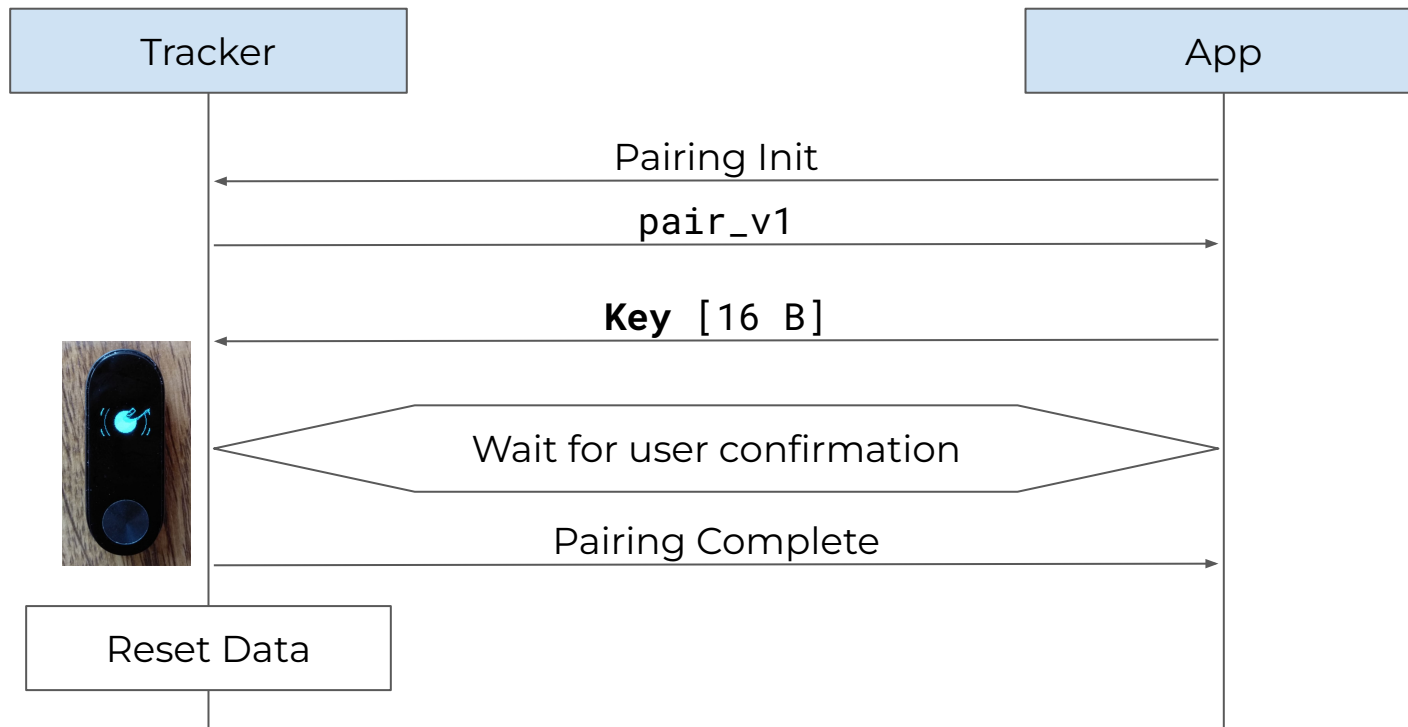 Tracker
App
Pairing Init
pair_v1
Key [16 B]
Wait for user confirmation
Pairing Complete
Reset Data